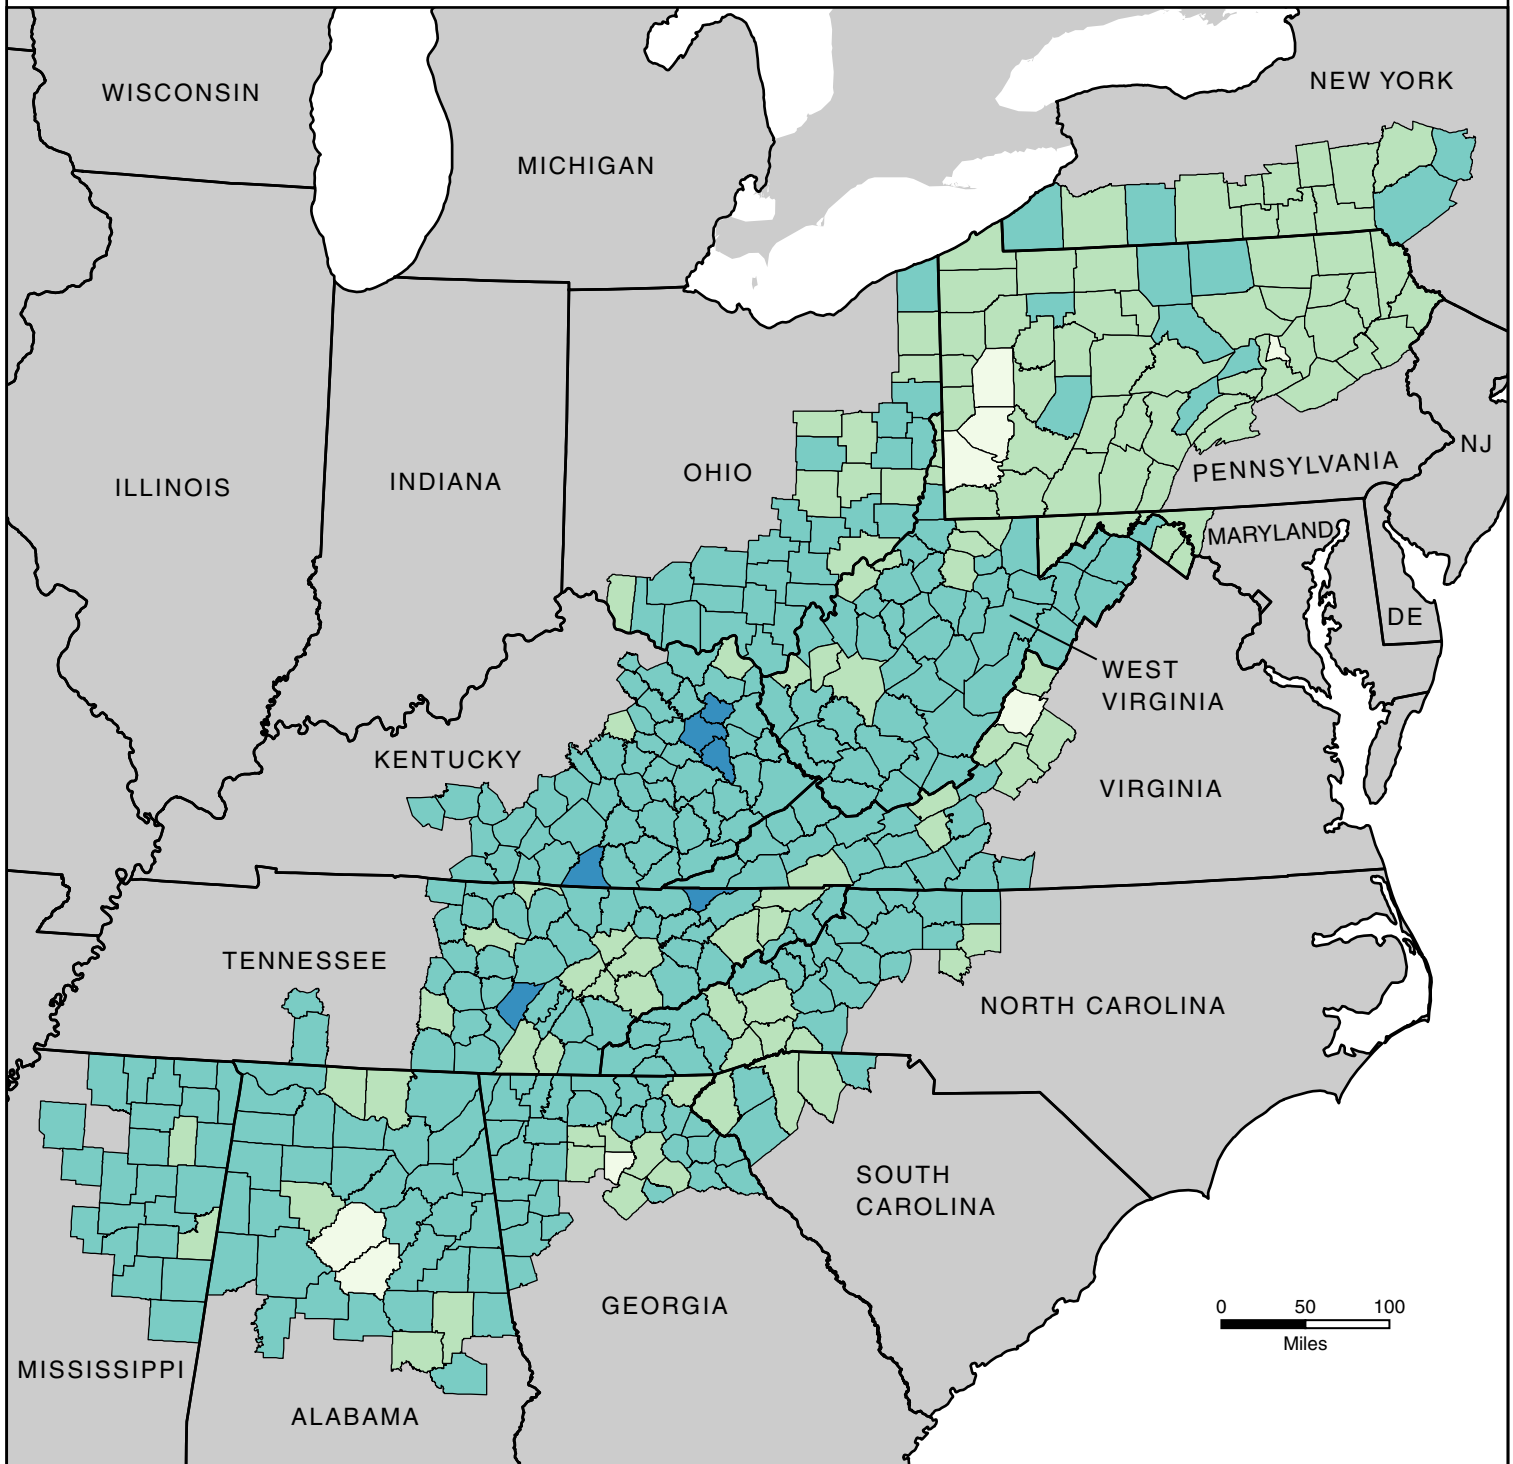 WISCONSIN
NEW YORK
MICHIGAN
NJ
PENNSYLVANIA
OHIO
INDIANA
ILLINOIS
MARYLAND
DE
WEST
VIRGINIA
KENTUCKY
VIRGINIA
TENNESSEE
NORTH CAROLINA
SOUTH
CAROLINA
GEORGIA
0 50 100
Miles
MISSISSIPPI
ALABAMA